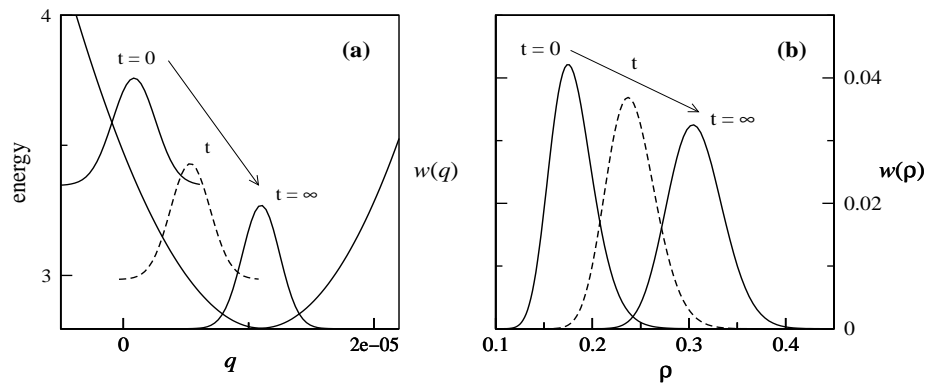 4
(a)
t = 0
t
t = ∞
energy
3
0
2e−05
q
w(q)
(b)
t = 0
t
t = ∞
0.04
0.02
0
w(ρ)
0.1
0.2
0.3
0.4
ρ